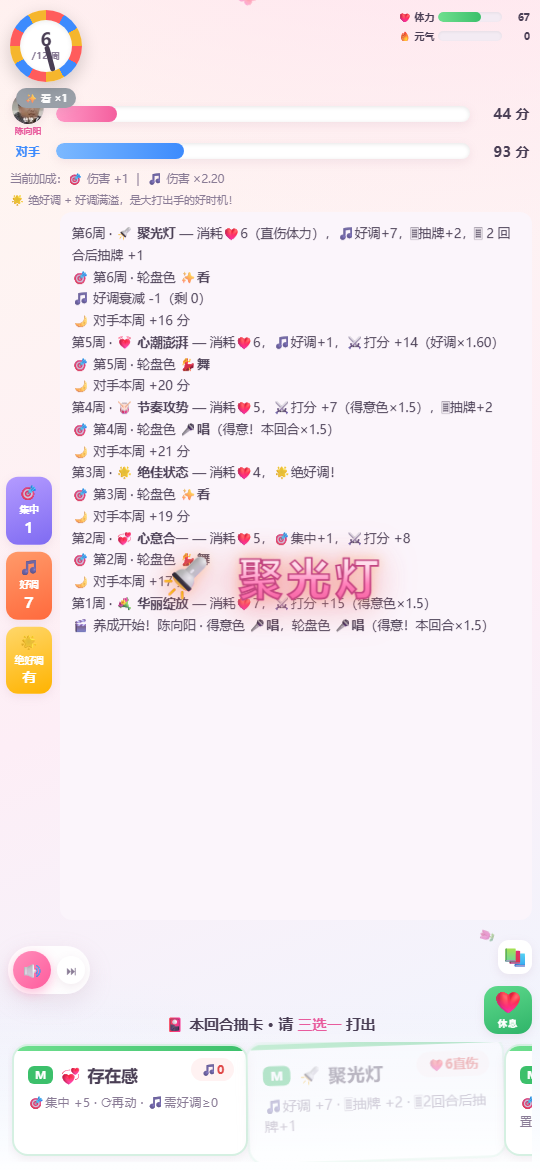 6
/12周
体力 67
元气 0
看 ×1
陈向阳
44 分
对手
93 分
当前加成: 伤害 +1 | 伤害 ×2.20
绝好调 + 好调满溢，是大打出手的好时机！
第6周 · 聚光灯 — 消耗6（直伤体力），好调+7，抽牌+2，2 回
合后抽牌 +1
第6周 · 轮盘色 看
好调衰减 -1（剩 0）
对手本周 +16 分
第5周 · 心潮澎湃 — 消耗6，好调+1，打分 +14（好调×1.60）
第5周 · 轮盘色 舞
对手本周 +20 分
第4周 · 节奏攻势 — 消耗5，打分 +7（得意色×1.5），抽牌+2
第4周 · 轮盘色 唱（得意！本回合×1.5）
对手本周 +21 分
第3周 · 绝佳状态 — 消耗4，绝好调！
第3周 · 轮盘色 看
对手本周 +19 分
第2周 · 心意合一 — 消耗5，集中+1，打分 +8
第2周 · 轮盘色 舞
对手本周 +17
第1周 · 华丽绽放 — 消耗7，打分 +15（得意色×1.5）
养成开始！陈向阳 · 得意色 唱，轮盘色 唱（得意！本回合×1.5）
聚光灯
集中
1
好调
7
绝好调
有
休息
本回合抽卡 • 请 三选一 打出
M 存在感 0
集中 +5 · 再动 · 需好调≥0
M 聚光灯 6直伤
好调 +7 · 抽牌 +2 · 2回合后抽
牌+1
置